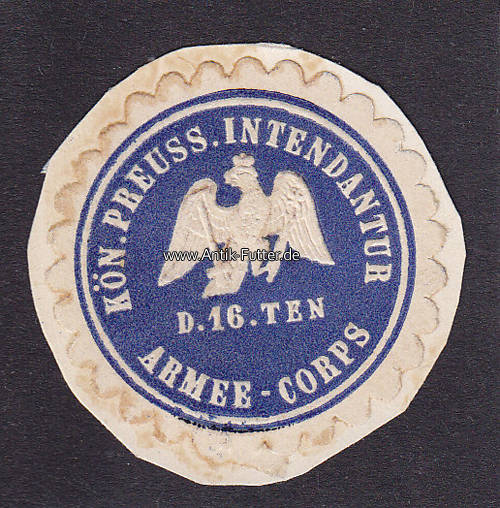 KÖN. PREUSS. INTENDANTUR
www.Antik-Futter.de
D. 16. TEN
ARMEE - CORPS